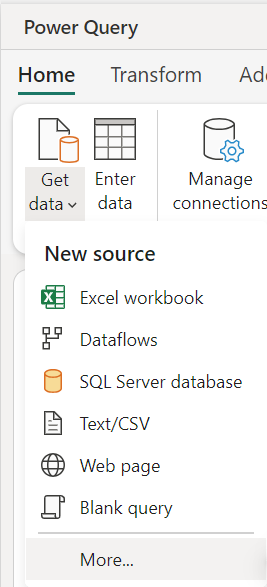 Power Query
Home Transform Ad
Get data Enter data Manage connections
New source
Excel workbook
Dataflows
SQL Server database
Text/CSV
Web page
Blank query
More...